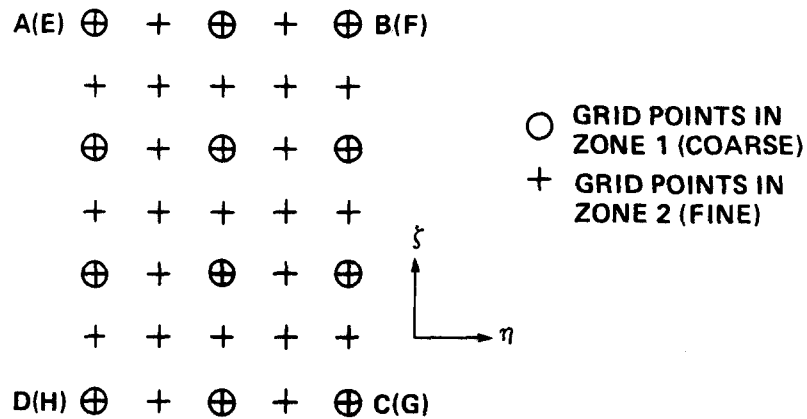 A(E)
B(F)
GRID POINTS IN
ZONE 1 (COARSE)
GRID POINTS IN
ZONE 2 (FINE)
ζ
η
D(H)
C(G)